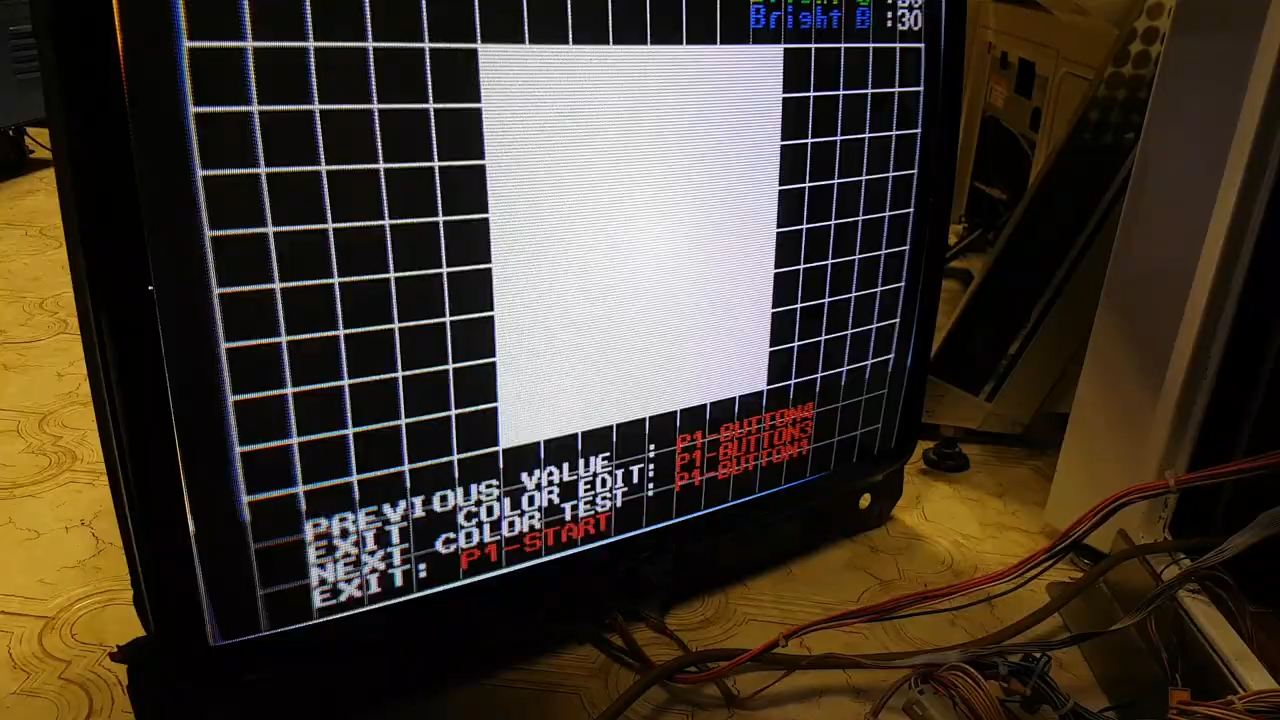 Bright B :30
PREVIOUS VALUE : P1-BUTTON4
EXIT COLOR EDIT: P1-BUTTON3
NEXT COLOR TEST : P1-BUTTON1
EXIT: P1-START